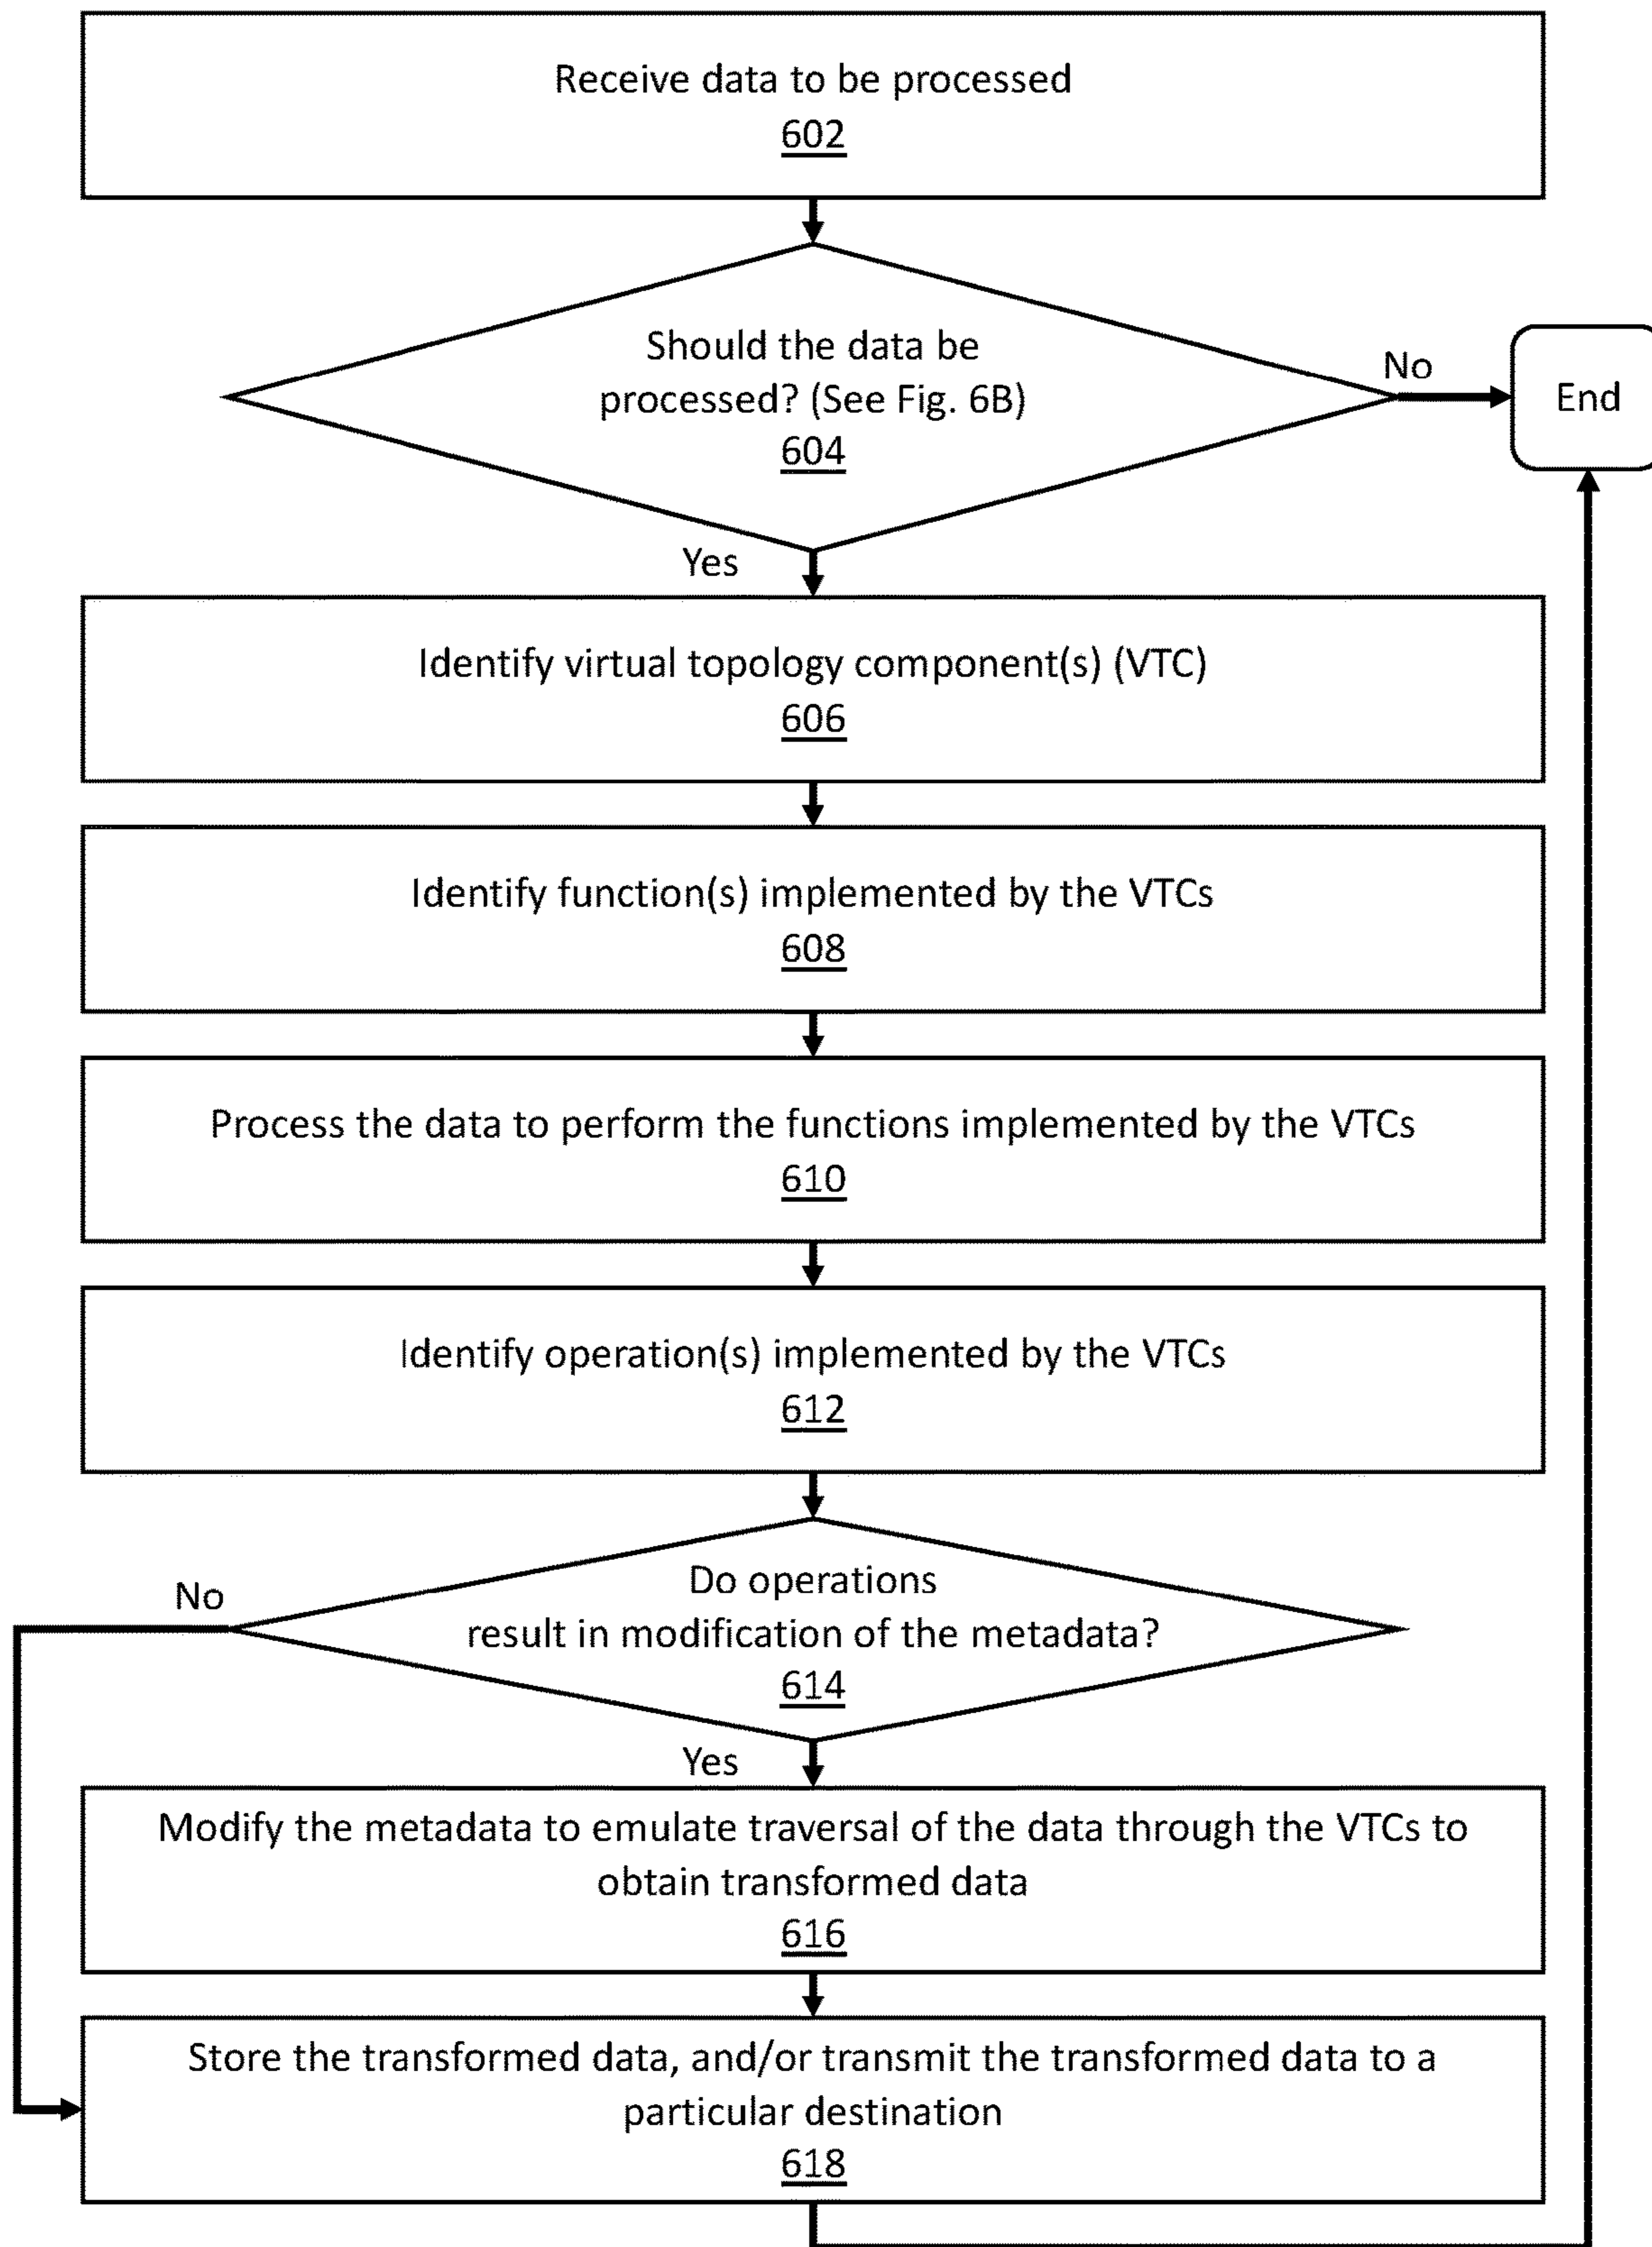 Receive data to be processed
602
Should the data be
processed? (See Fig. 6B)
604
No
End
Yes
Identify virtual topology component(s) (VTC)
606
Identify function(s) implemented by the VTCs
608
Process the data to perform the functions implemented by the VTCs
610
Identify operation(s) implemented by the VTCs
612
Do operations
result in modification of the metadata?
614
No
Yes
Modify the metadata to emulate traversal of the data through the VTCs to
obtain transformed data
616
Store the transformed data, and/or transmit the transformed data to a
particular destination
618